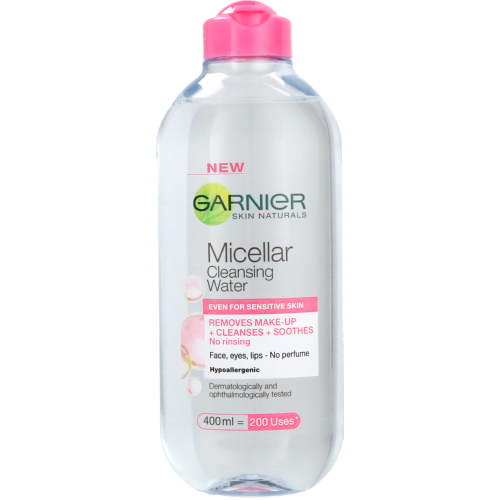 NEW
GARNIER
SKIN NATURALS
Micellar
Cleansing
Water
EVEN FOR SENSITIVE SKIN
REMOVES MAKE-UP
+ CLEANSES + SOOTHES
No rinsing
Face, eyes, lips - No perfume
Hypoallergenic
Dermatologically and
ophthalmologically tested
400ml = 200 Uses*